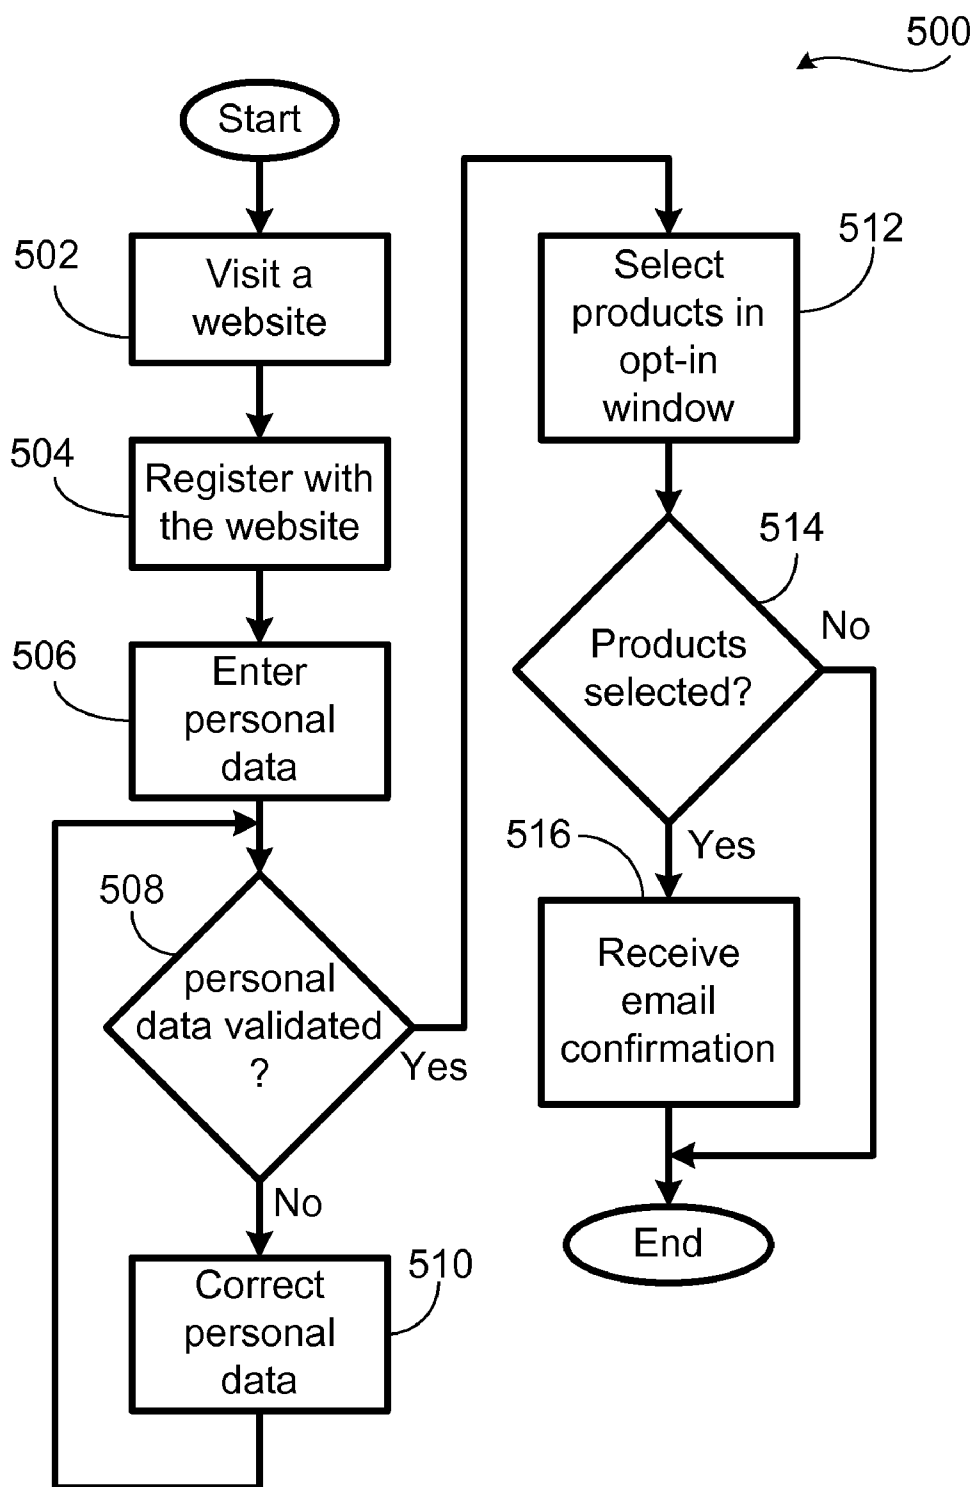 500
Start
502
Visit a
website
504
Register with
the website
506
Enter
personal
data
508
personal
data validated
?
Yes
No
510
Correct
personal
data
512
Select
products in
opt-in
window
514
Products
selected?
No
Yes
516
Receive
email
confirmation
End